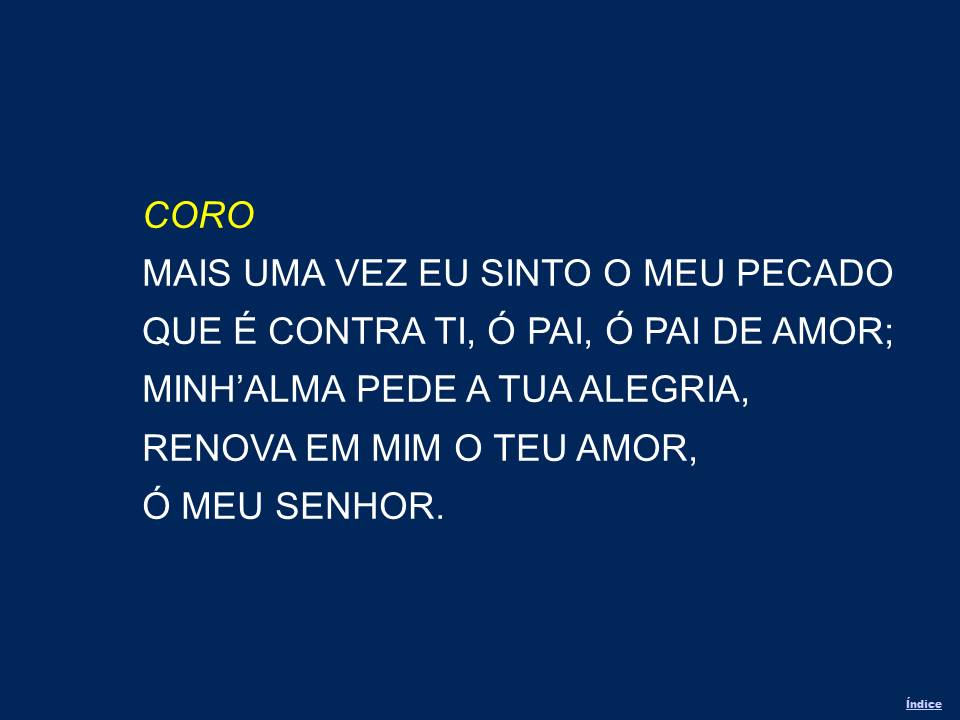 CORO
MAIS UMA VEZ EU SINTO O MEU PECADO
QUE É CONTRA TI, Ó PAI, Ó PAI DE AMOR;
MINH’ALMA PEDE A TUA ALEGRIA,
RENOVA EM MIM O TEU AMOR,
Ó MEU SENHOR.
Índice